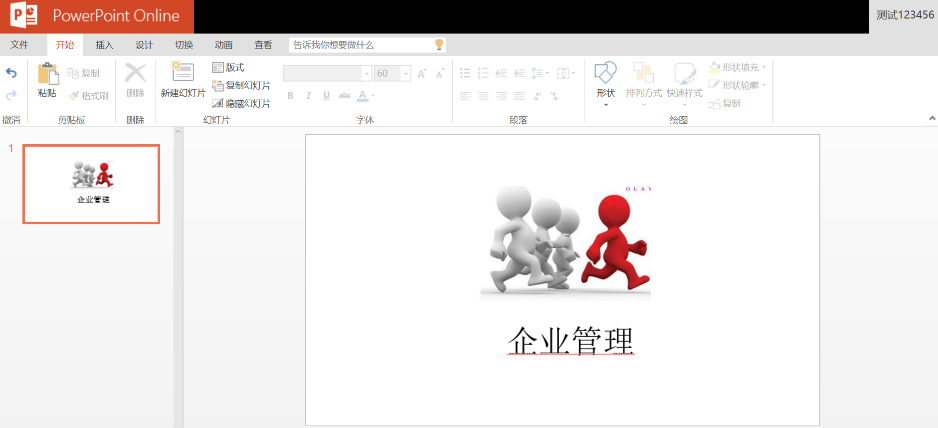 PowerPoint Online
测试123456
文件 开始 插入 设计 切换 动画 查看 告诉我你想要做什么
粘贴 复制 格式刷 删除 新建幻灯片 版式 复制幻灯片 隐藏幻灯片 60 形状 排列方式 快速样式 形状填充 形状轮廓 复制
B I U abc A
撤消 剪贴板 删除 幻灯片 字体 段落 绘图
1
企业管理
企业管理